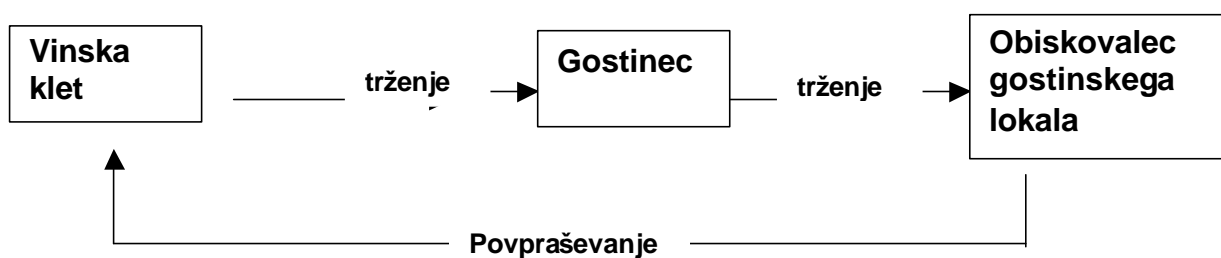 Vinska
klet
trženje
Gostinec
trženje
Obiskovalec
gostinskega
lokala
Povpraševanje